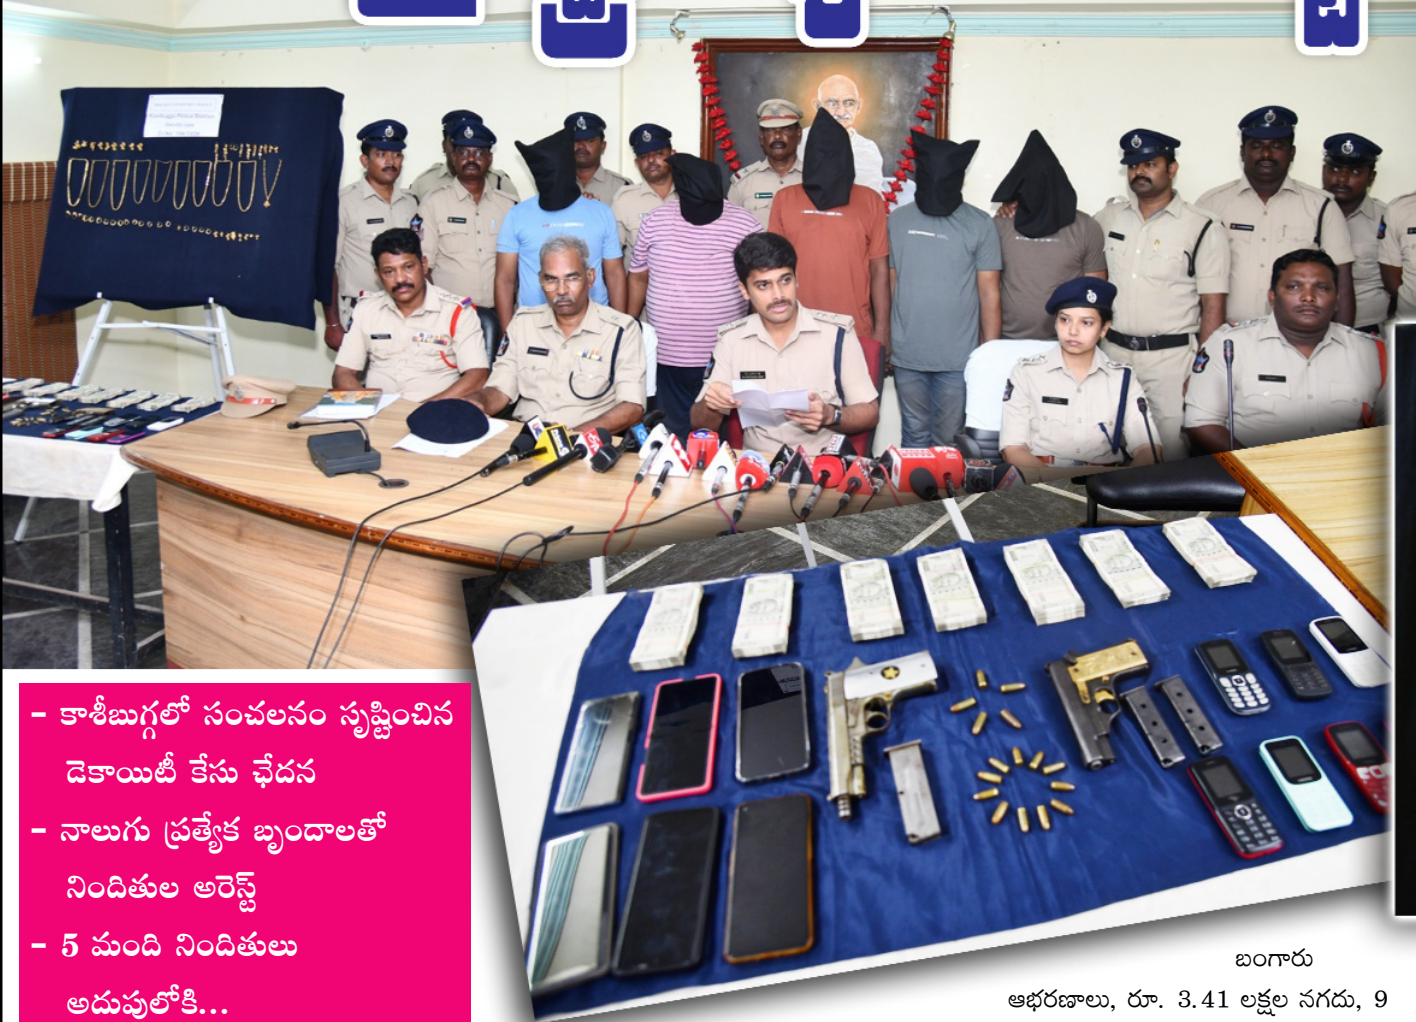 - కాశీబుగ్గలో సంచలనం సృష్టించిన
డెకాయిటీ కేసు ఛేదన
- నాలుగు ప్రత్యేక బృందాలతో
నిందితుల అరెస్ట్
- 5 మంది నిందితులు
అదుపులోకి...
బంగారు
ఆభరణాలు, రూ. 3.41 లక్షల నగదు, 9